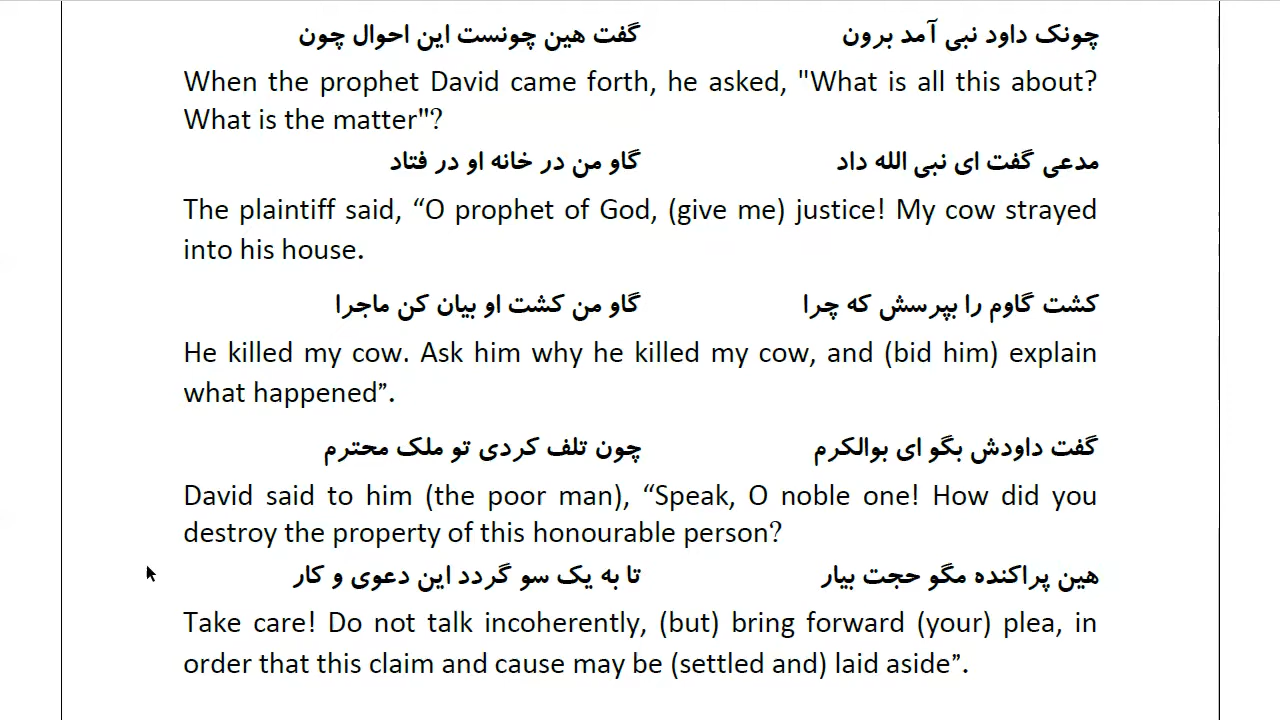 چونک داود نبی آمد برون گفت هین چونست این احوال چون
When the prophet David came forth, he asked, "What is all this about?
What is the matter"?
مدعی گفت ای نبی الله داد گاو من در خانه او در فتاد
The plaintiff said, “O prophet of God, (give me) justice! My cow strayed
into his house.
کشت گاوم را بپرسش که چرا گاو من کشت او بیان کن ماجرا
He killed my cow. Ask him why he killed my cow, and (bid him) explain
what happened”.
گفت داودش بگو ای بوالکرم چون تلف کردی تو ملک محترم
David said to him (the poor man), “Speak, O noble one! How did you
destroy the property of this honourable person?
هین پراکنده مگو حجت بیار تا به یک سو گردد این دعوی و کار
Take care! Do not talk incoherently, (but) bring forward (your) plea, in
order that this claim and cause may be (settled and) laid aside”.